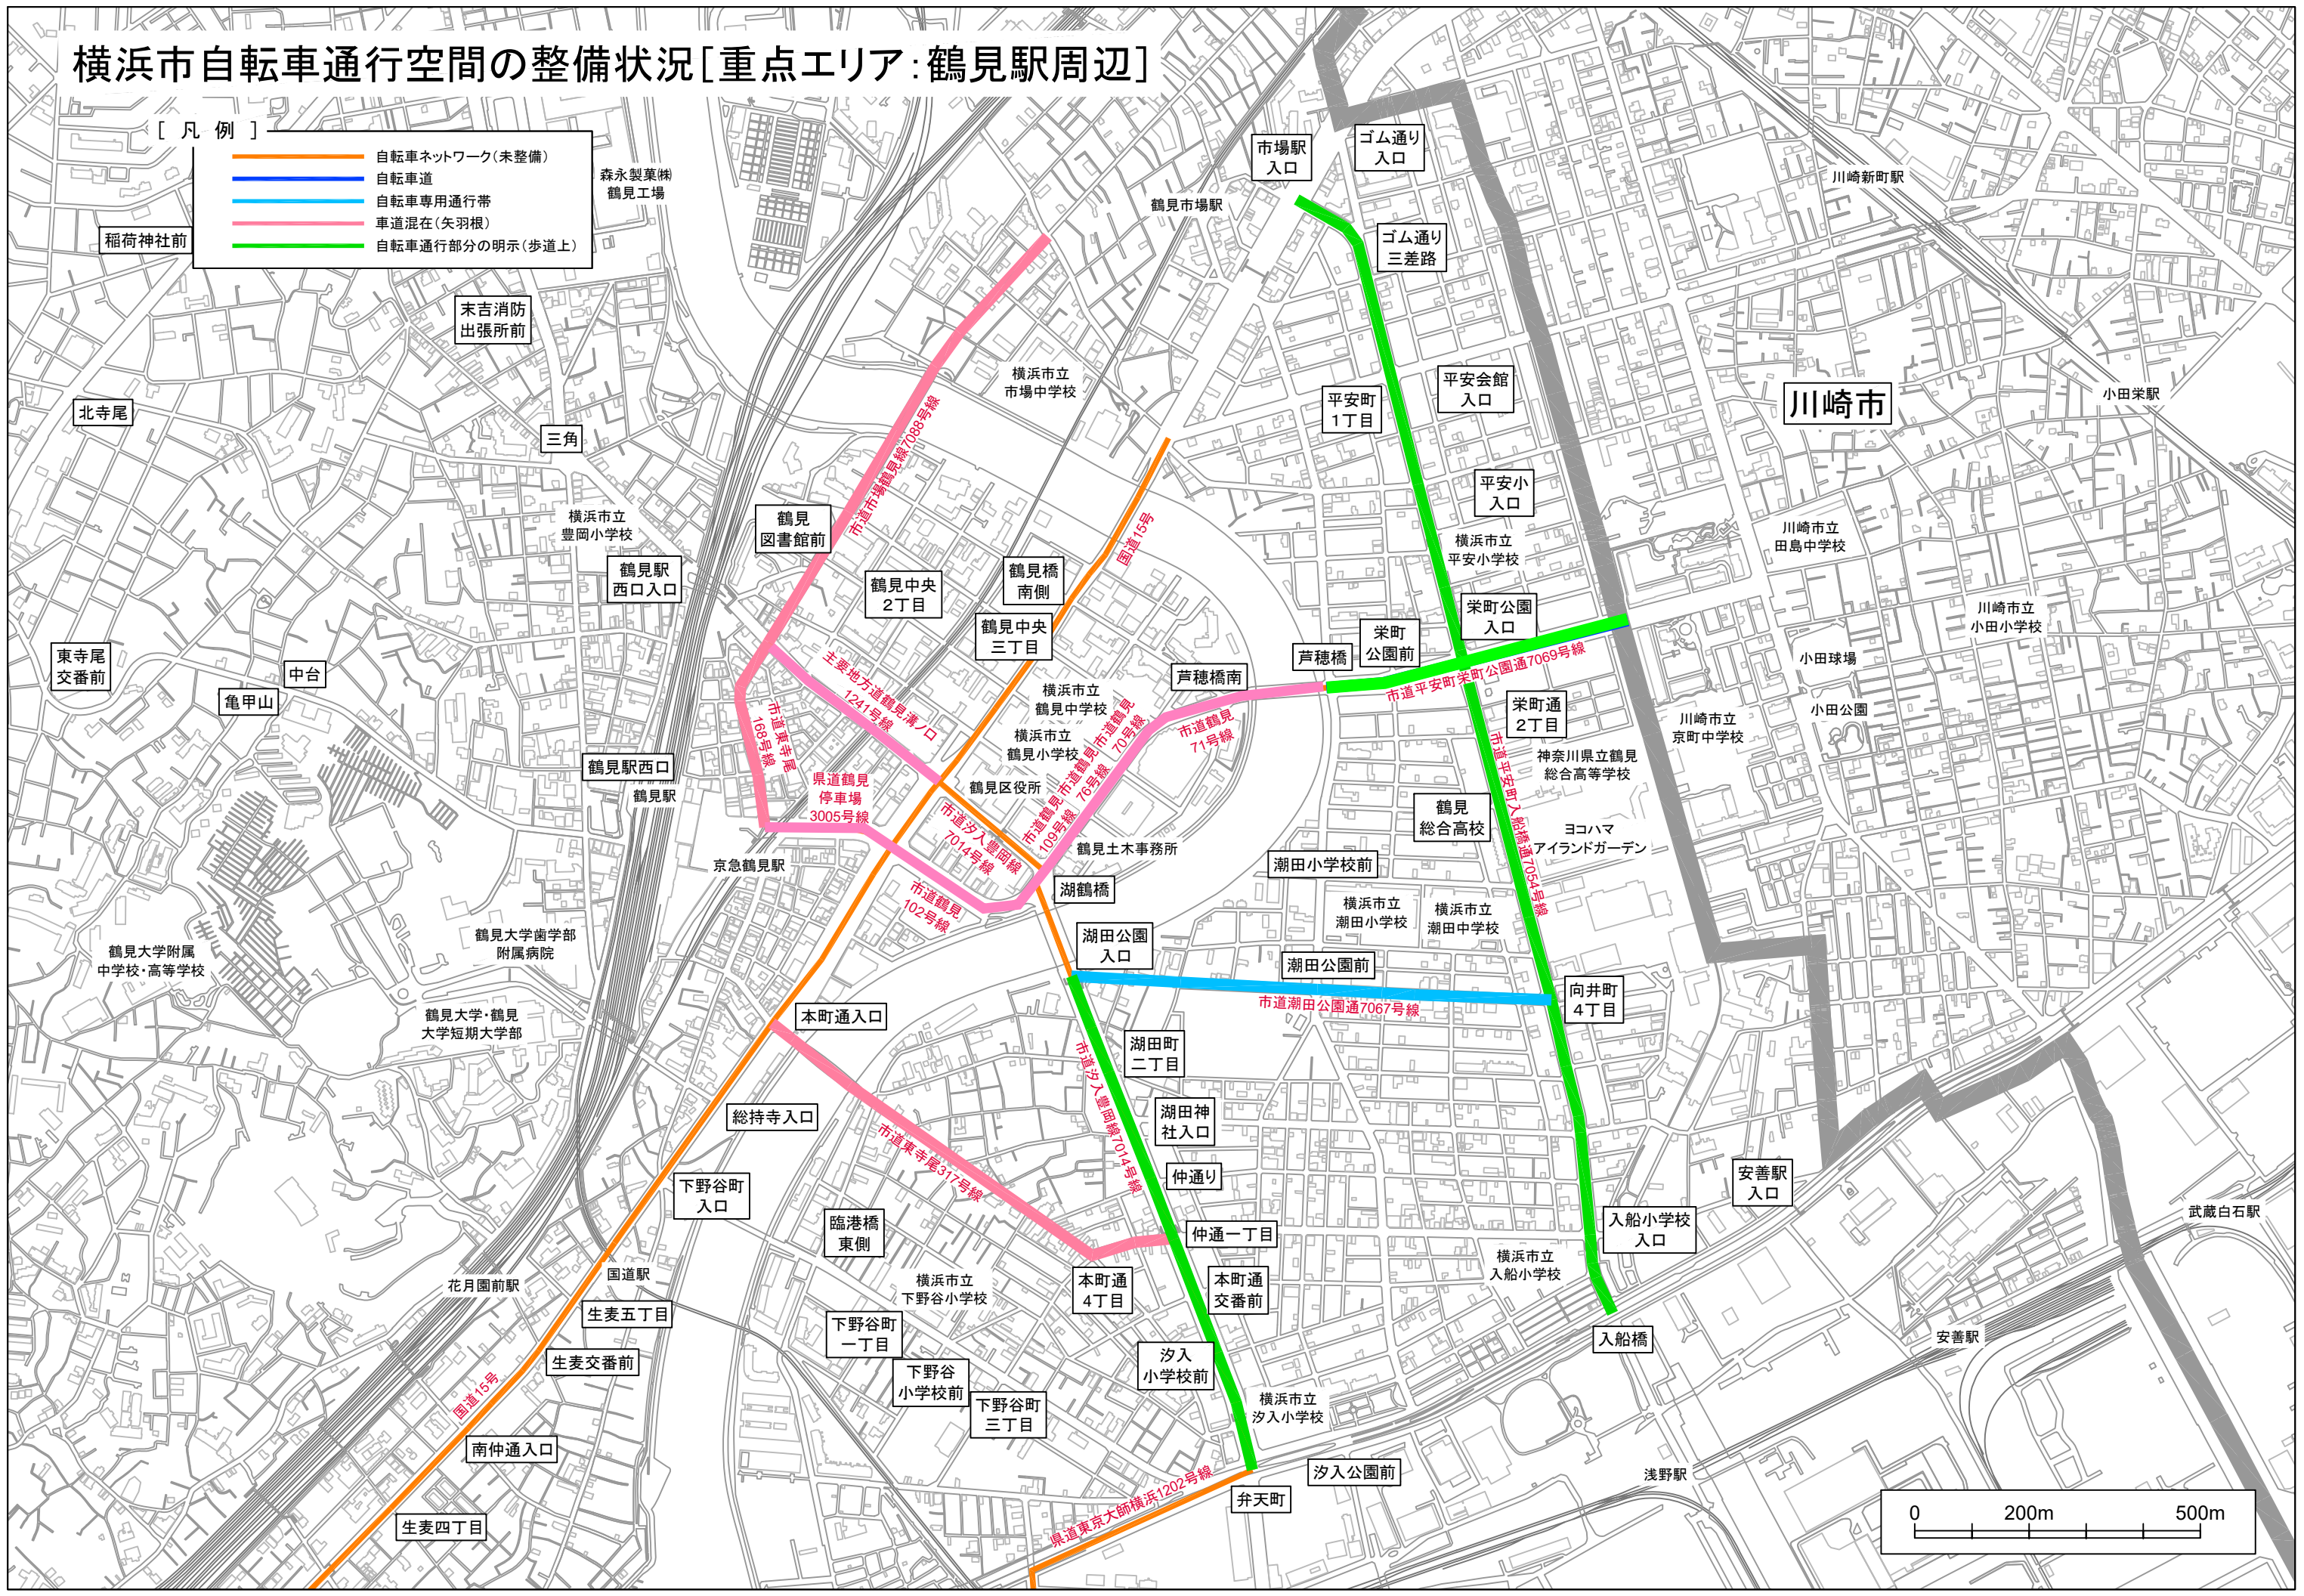 横浜市自転車通行空間の整備状況[重点エリア:鶴見駅周辺]
[ 凡 例 ]
自転車ネットワーク(未整備)
自転車道
自転車専用通行帯
車道混在(矢羽根)
自転車通行部分の明示(歩道上)
森永製菓㈱
鶴見工場
稲荷神社前
末吉消防
出張所前
北寺尾
三角
市場駅
入口
ゴム通り
入口
鶴見市場駅
川崎新町駅
ゴム通り
三差路
横浜市立
市場中学校
平安町
1丁目
平安会館
入口
川崎市
小田栄駅
市道市場鶴見線7088号線
鶴見
図書館前
横浜市立
豊岡小学校
鶴見駅
西口入口
鶴見中央
2丁目
鶴見橋
南側
国道15号
平安小
入口
横浜市立
平安小学校
川崎市立
田島中学校
鶴見中央
三丁目
栄町公園
入口
栄町
公園前
芦穂橋
川崎市立
小田小学校
東寺尾
交番前
中台
亀甲山
主要地方道鶴見溝ノ口
1241号線
横浜市立
鶴見中学校
芦穂橋南
市道平安町栄町公園通7069号線
小田球場
小田公園
市道東寺尾
168号線
横浜市立
鶴見小学校
市道鶴見
70号線
市道鶴見
71号線
栄町通
2丁目
川崎市立
京町中学校
鶴見駅西口
鶴見駅
県道鶴見
停車場
3005号線
鶴見区役所
市道鶴見
76号線
市道鶴見
109号線
神奈川県立鶴見
総合高等学校
市道平安町入船橋通7054号線
鶴見
総合高校
ヨコハマ
アイランドガーデン
市道汐入豊岡線
7014号線
鶴見土木事務所
京急鶴見駅
潮田小学校前
湖鶴橋
市道鶴見
102号線
横浜市立
潮田小学校
横浜市立
潮田中学校
鶴見大学附属
中学校・高等学校
鶴見大学歯学部
附属病院
湖田公園
入口
潮田公園前
向井町
4丁目
市道潮田公園通7067号線
鶴見大学・鶴見
大学短期大学部
本町通入口
湖田町
二丁目
市道汐入豊岡線7014号線
総持寺入口
市道東寺尾317号線
湖田神
社入口
仲通り
下野谷町
入口
安善駅
入口
武蔵白石駅
臨港橋
東側
仲通一丁目
入船小学校
入口
横浜市立
入船小学校
花月園前駅
国道駅
横浜市立
下野谷小学校
本町通
4丁目
本町通
交番前
生麦五丁目
下野谷町
一丁目
入船橋
安善駅
生麦交番前
汐入
小学校前
下野谷
小学校前
国道15号
下野谷町
三丁目
横浜市立
汐入小学校
南仲通入口
汐入公園前
浅野駅
弁天町
県道東京大師横浜1202号線
生麦四丁目
0 200m 500m